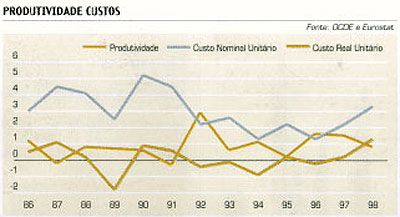 PRODUTIVIDADE CUSTOS
Fonte: OCDE e Eurostat
Produtividade Custo Nominal Unitário Custo Real Unitário
6
5
4
3
2
1
0
-1
-2
86 87 88 89 90 91 92 93 94 95 96 97 98